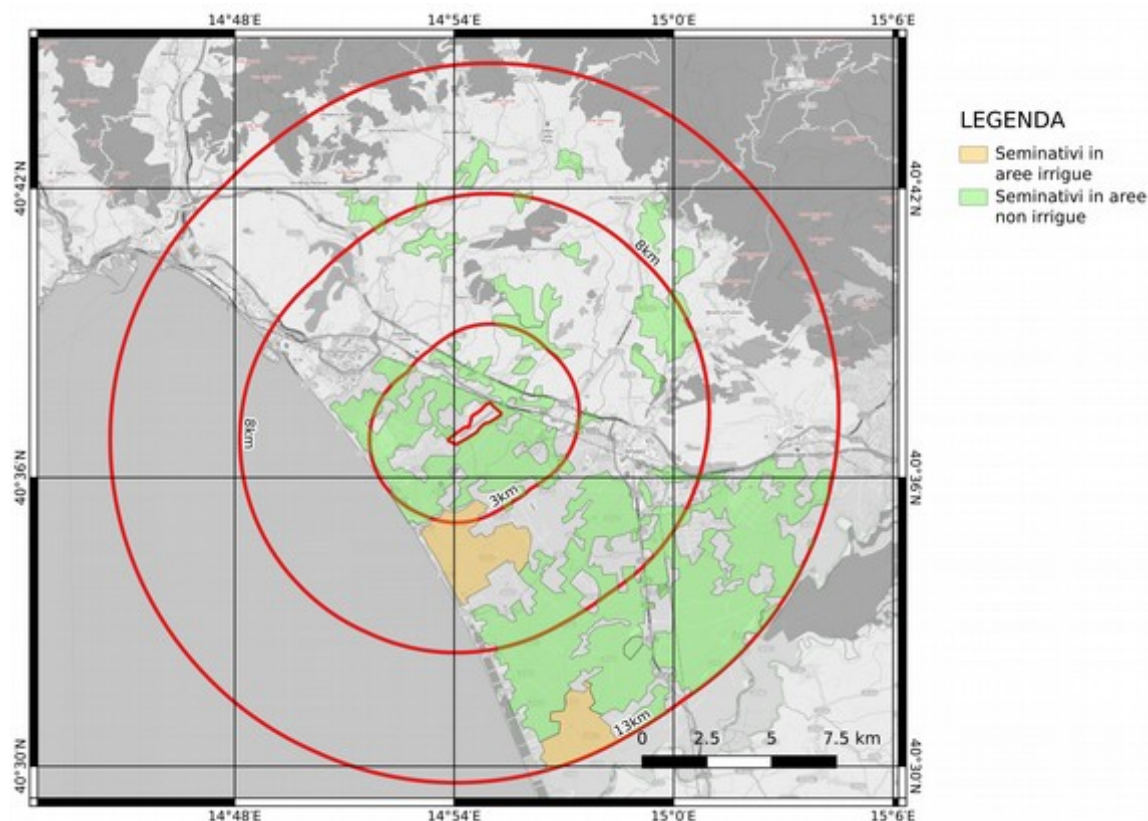 14°48'E 14°54'E 15°0'E 15°6'E
40°42'N 40°42'N
LEGENDA
Seminativi in
aree irrigue
Seminativi in aree
non irrigue
8km
8km
40°36'N 40°36'N
3km
13km
0 2.5 5 7.5 km
40°30'N 40°30'N
14°48'E 14°54'E 15°0'E 15°6'E